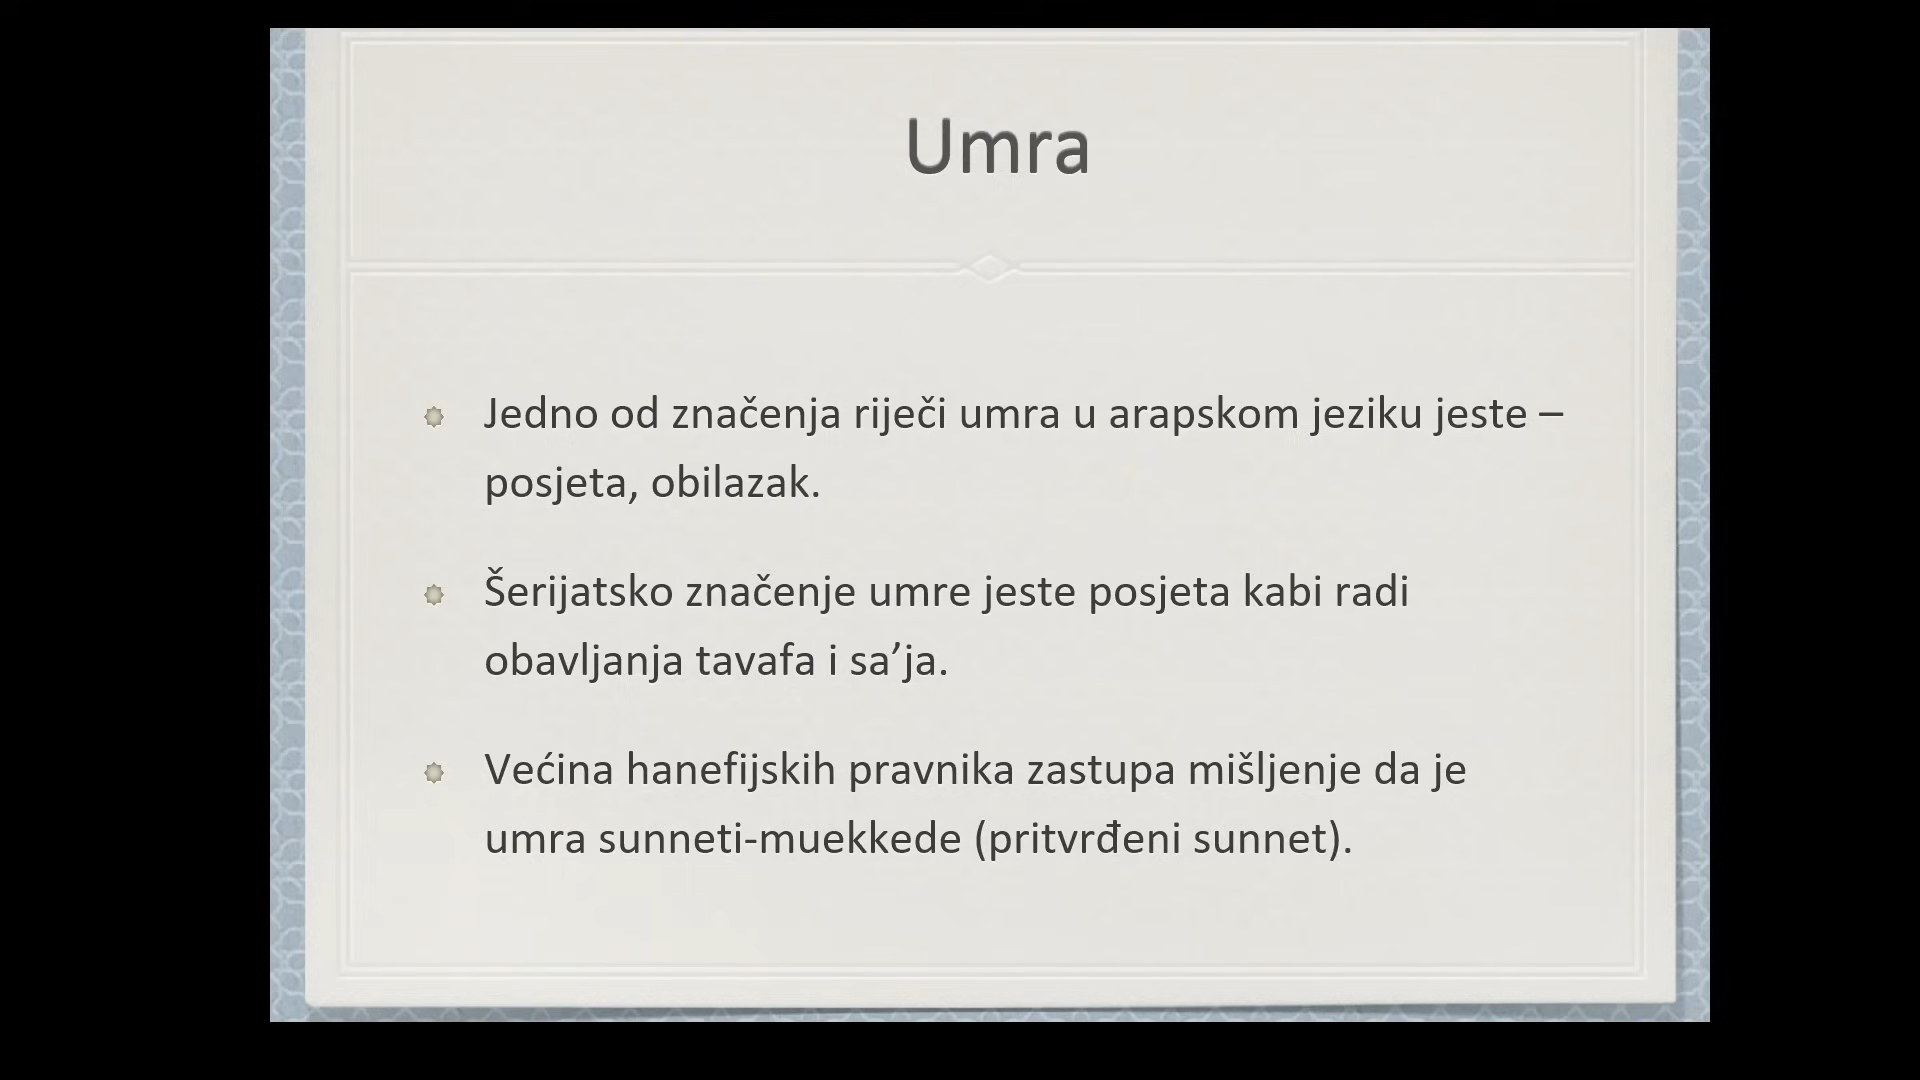 Umra
Jedno od značenja riječi umra u arapskom jeziku jeste –
posjeta, obilazak.
Šerijatsko značenje umre jeste posjeta kabi radi
obavljanja tavafa i sa’ja.
Većina hanefijskih pravnika zastupa mišljenje da je
umra sunneti-muekkede (pritvrđeni sunnet).